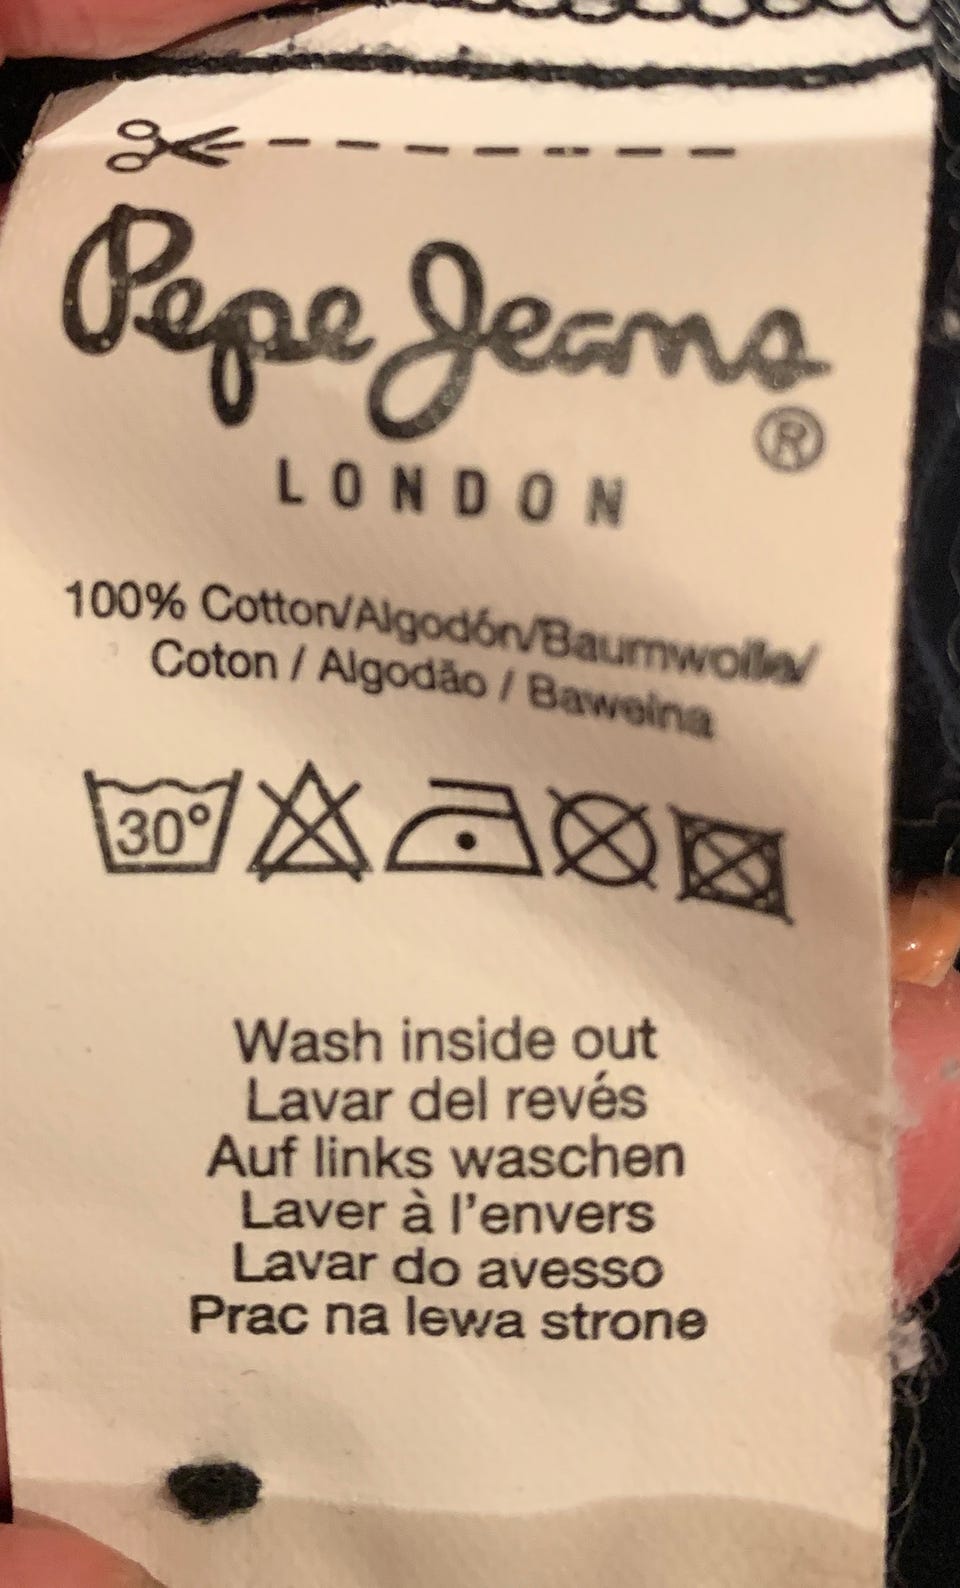 Pepe Jeans
®
LONDON
100% Cotton/Algodón/Baumwolle/
Coton / Algodão / Bawelna
30°
Wash inside out
Lavar del revés
Auf links waschen
Laver à l'envers
Lavar do avesso
Prac na lewa strone